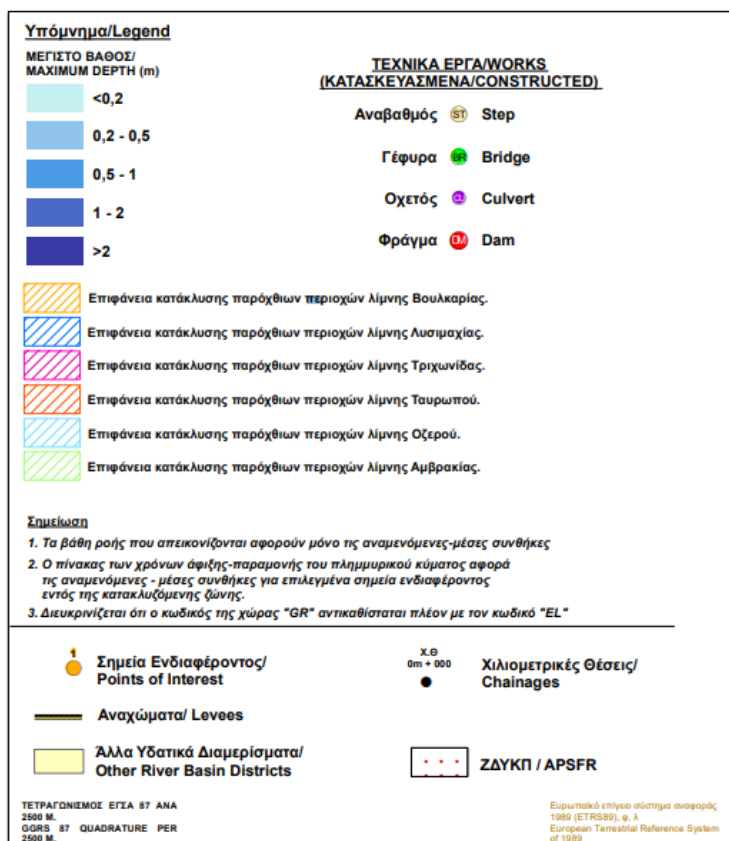 Υπόμνημα/Legend
ΜΕΓΙΣΤΟ ΒΑΘΟΣ/
MAXIMUM DEPTH (m)
<0,2
0,2 - 0,5
0,5 - 1
1 - 2
>2
ΤΕΧΝΙΚΑ ΕΡΓΑ/WORKS
(ΚΑΤΑΣΚΕΥΑΣΜΕΝΑ/CONSTRUCTED)
Αναβαθμός ST Step
Γέφυρα BR Bridge
Οχετός CU Culvert
Φράγμα DM Dam
Επιφάνεια κατάκλυσης παρόχθιων περιοχών λίμνης Βουλκαρίας.
Επιφάνεια κατάκλυσης παρόχθιων περιοχών λίμνης Λυσιμαχίας.
Επιφάνεια κατάκλυσης παρόχθιων περιοχών λίμνης Τριχωνίδας.
Επιφάνεια κατάκλυσης παρόχθιων περιοχών λίμνης Ταυρωπού.
Επιφάνεια κατάκλυσης παρόχθιων περιοχών λίμνης Οζερού.
Επιφάνεια κατάκλυσης παρόχθιων περιοχών λίμνης Αμβρακίας.
Σημείωση
1. Τα βάθη ροής που απεικονίζονται αφορούν μόνο τις αναμενόμενες-μέσες συνθήκες
2. Ο πίνακας των χρόνων άφιξης-παραμονής του πλημμυρικού κύματος αφορά
τις αναμενόμενες - μέσες συνθήκες για επιλεγμένα σημεία ενδιαφέροντος
εντός της κατακλυζόμενης ζώνης.
3. Διευκρινίζεται ότι ο κωδικός της χώρας "GR" αντικαθίσταται πλέον με τον κωδικό "EL"
1
Σημεία Ενδιαφέροντος/
Points of Interest
Χ.Θ
0m + 000
Χιλιομετρικές Θέσεις/
Chainages
Αναχώματα/ Levees
Άλλα Υδατικά Διαμερίσματα/
Other River Basin Districts
ΖΔΥΚΠ / APSFR
ΤΕΤΡΑΓΩΝΙΣΜΟΣ ΕΓΣΑ 87 ΑΝΑ
2500 Μ.
GGRS 87 QUADRATURE PER
2500 M.
Ευρωπαϊκό επίγειο σύστημα αναφοράς
1989 (ETRS89), φ, λ
European Terrestrial Reference System
of 1989